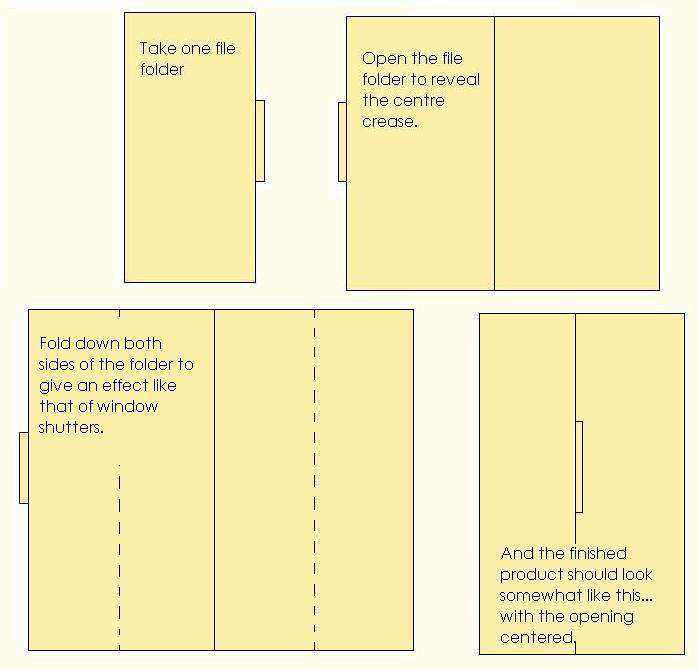 Take one file
folder
Open the file
folder to reveal
the centre
crease.
Fold down both
sides of the folder to
give an effect like
that of window
shutters.
And the finished
product should look
somewhat like this...
with the opening
centered.